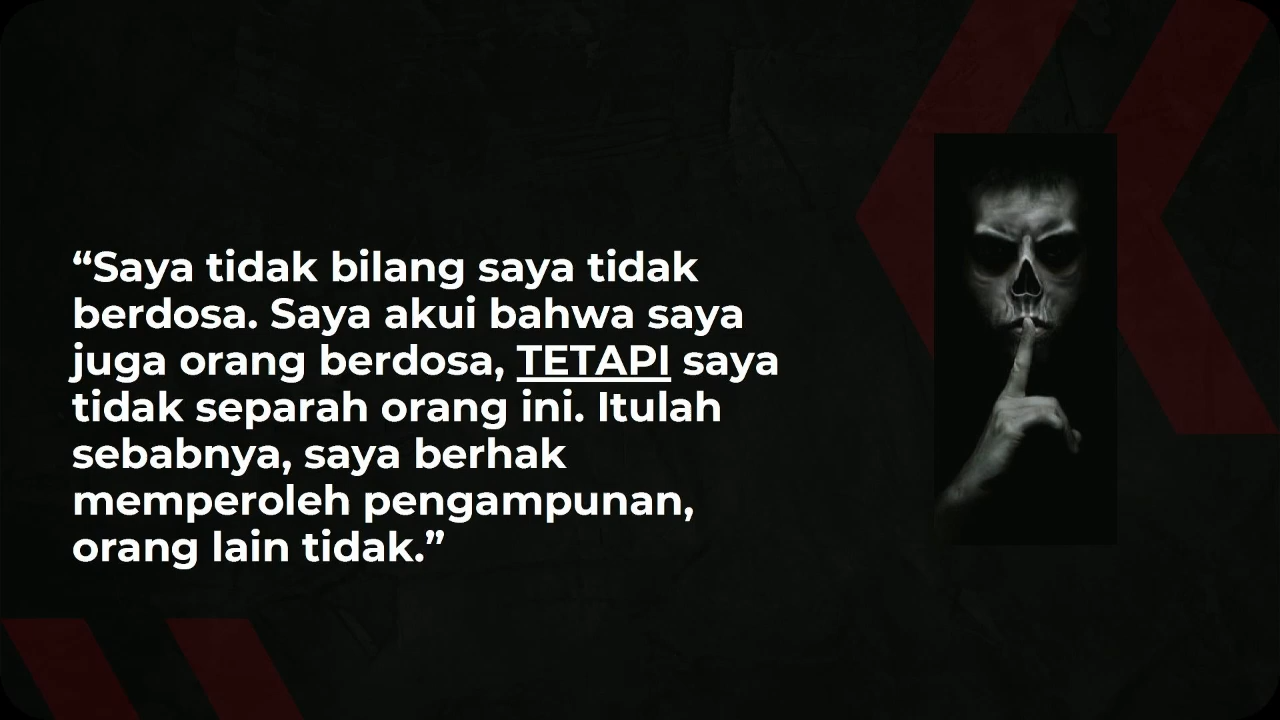 “Saya tidak bilang saya tidak
berdosa. Saya akui bahwa saya
juga orang berdosa, TETAPI saya
tidak separah orang ini. Itulah
sebabnya, saya berhak
memperoleh pengampunan,
orang lain tidak.”